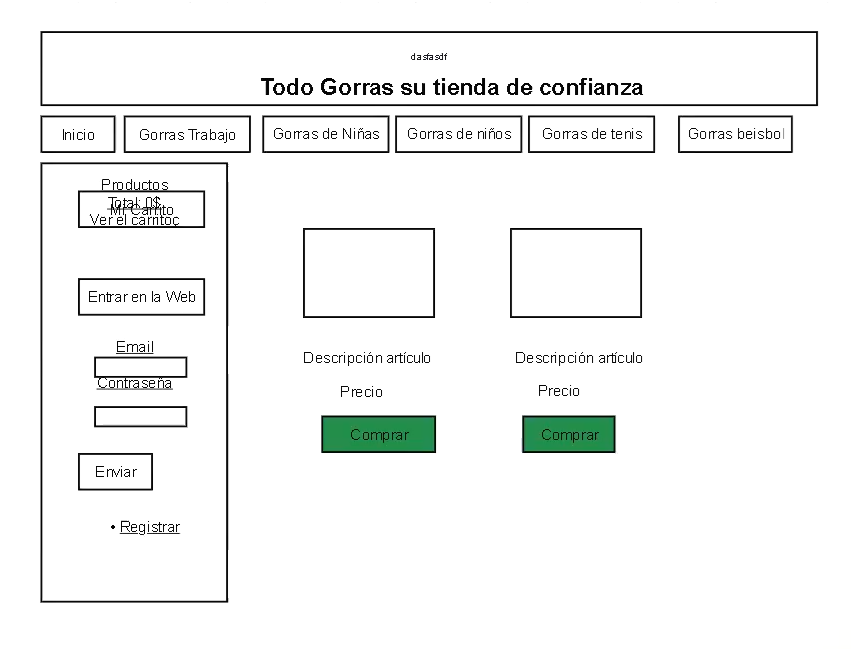 dasfasdf
Todo Gorras su tienda de confianza
Inicio
Gorras Trabajo
Gorras de Niñas
Gorras de niños
Gorras de tenis
Gorras beisbol
Productos
Total: 0$
Mi Carrito
Ver el carritoç
Entrar en la Web
Email
Contraseña
Enviar
• Registrar
Descripción artículo
Precio
Comprar
Descripción artículo
Precio
Comprar